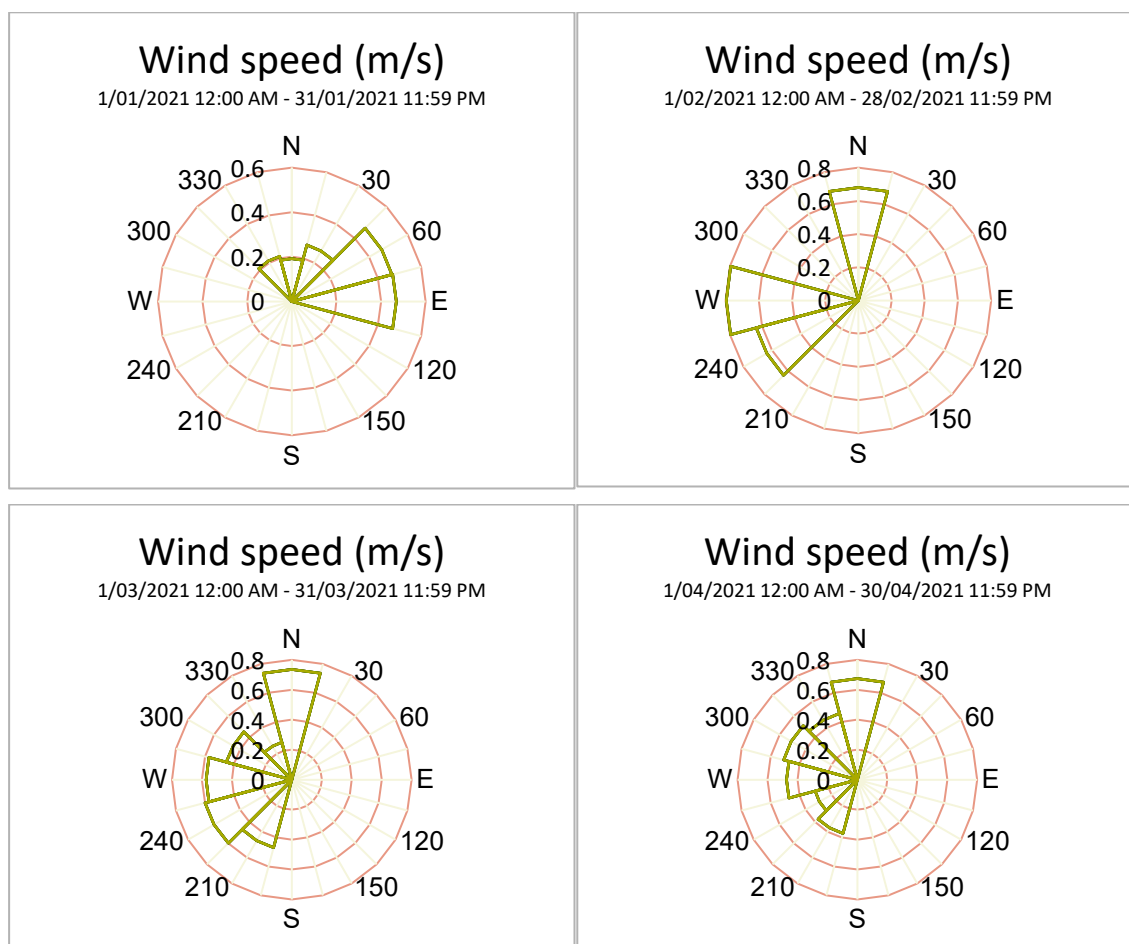 Wind speed (m/s)
1/01/2021 12:00 AM - 31/01/2021 11:59 PM
N
0.6
330
30
0.4
300
60
0.2
W
0
E
240
120
210
150
S
Wind speed (m/s)
1/02/2021 12:00 AM - 28/02/2021 11:59 PM
N
0.8
330
30
0.6
300
60
0.4
0.2
W
0
E
240
120
210
150
S
Wind speed (m/s)
1/03/2021 12:00 AM - 31/03/2021 11:59 PM
N
0.8
330
30
0.6
300
60
0.4
0.2
W
0
E
240
120
210
150
S
Wind speed (m/s)
1/04/2021 12:00 AM - 30/04/2021 11:59 PM
N
0.8
330
30
0.6
300
60
0.4
0.2
W
0
E
240
120
210
150
S